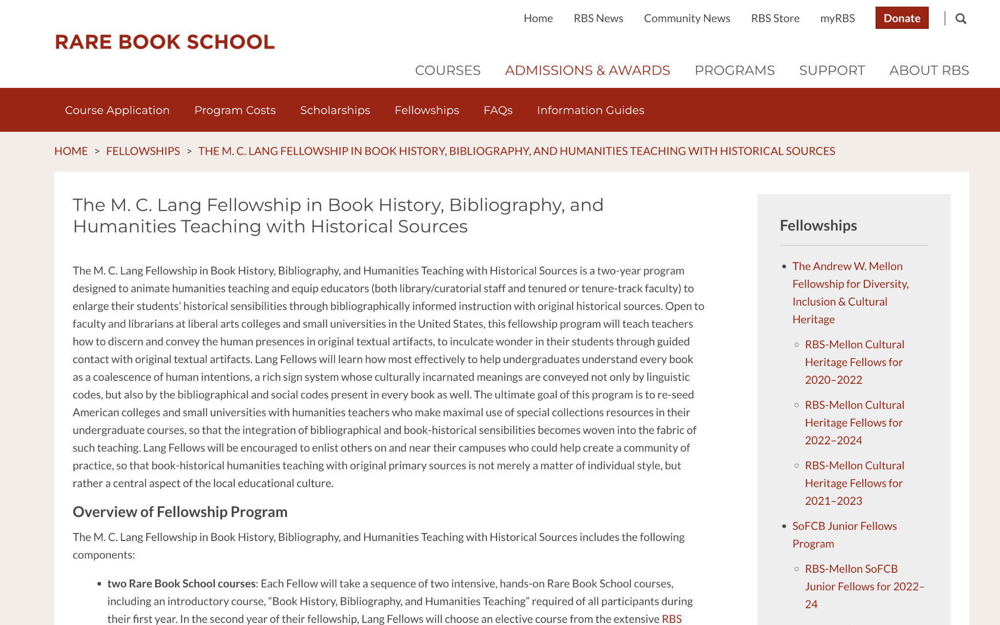 Home RBS News Community News RBS Store myRBS Donate
RARE BOOK SCHOOL
COURSES ADMISSIONS & AWARDS PROGRAMS SUPPORT ABOUT RBS
Course Application Program Costs Scholarships Fellowships FAQs Information Guides
HOME > FELLOWSHIPS > THE M. C. LANG FELLOWSHIP IN BOOK HISTORY, BIBLIOGRAPHY, AND HUMANITIES TEACHING WITH HISTORICAL SOURCES
The M. C. Lang Fellowship in Book History, Bibliography, and
Humanities Teaching with Historical Sources
The M. C. Lang Fellowship in Book History, Bibliography, and Humanities Teaching with Historical Sources is a two-year program
designed to animate humanities teaching and equip educators (both library/curatorial staff and tenured or tenure-track faculty) to
enlarge their students’ historical sensibilities through bibliographically informed instruction with original historical sources. Open to
faculty and librarians at liberal arts colleges and small universities in the United States, this fellowship program will teach teachers
how to discern and convey the human presences in original textual artifacts, to inculcate wonder in their students through guided
contact with original textual artifacts. Lang Fellows will learn how most effectively to help undergraduates understand every book
as a coalescence of human intentions, a rich sign system whose culturally incarnated meanings are conveyed not only by linguistic
codes, but also by the bibliographical and social codes present in every book as well. The ultimate goal of this program is to re-seed
American colleges and small universities with humanities teachers who make maximal use of special collections resources in their
undergraduate courses, so that the integration of bibliographical and book-historical sensibilities becomes woven into the fabric of
such teaching. Lang Fellows will be encouraged to enlist others on and near their campuses who could help create a community of
practice, so that book-historical humanities teaching with original primary sources is not merely a matter of individual style, but
rather a central aspect of the local educational culture.
Overview of Fellowship Program
The M. C. Lang Fellowship in Book History, Bibliography, and Humanities Teaching with Historical Sources includes the following
components:
• two Rare Book School courses: Each Fellow will take a sequence of two intensive, hands-on Rare Book School courses,
including an introductory course, “Book History, Bibliography, and Humanities Teaching” required of all participants during
their first year. In the second year of their fellowship, Lang Fellows will choose an elective course from the extensive RBS
Fellowships
• The Andrew W. Mellon
Fellowship for Diversity,
Inclusion & Cultural
Heritage
◦ RBS-Mellon Cultural
Heritage Fellows for
2020–2022
◦ RBS-Mellon Cultural
Heritage Fellows for
2022–2024
◦ RBS-Mellon Cultural
Heritage Fellows for
2021–2023
• SoFCB Junior Fellows
Program
◦ RBS-Mellon SoFCB
Junior Fellows for 2022–
24